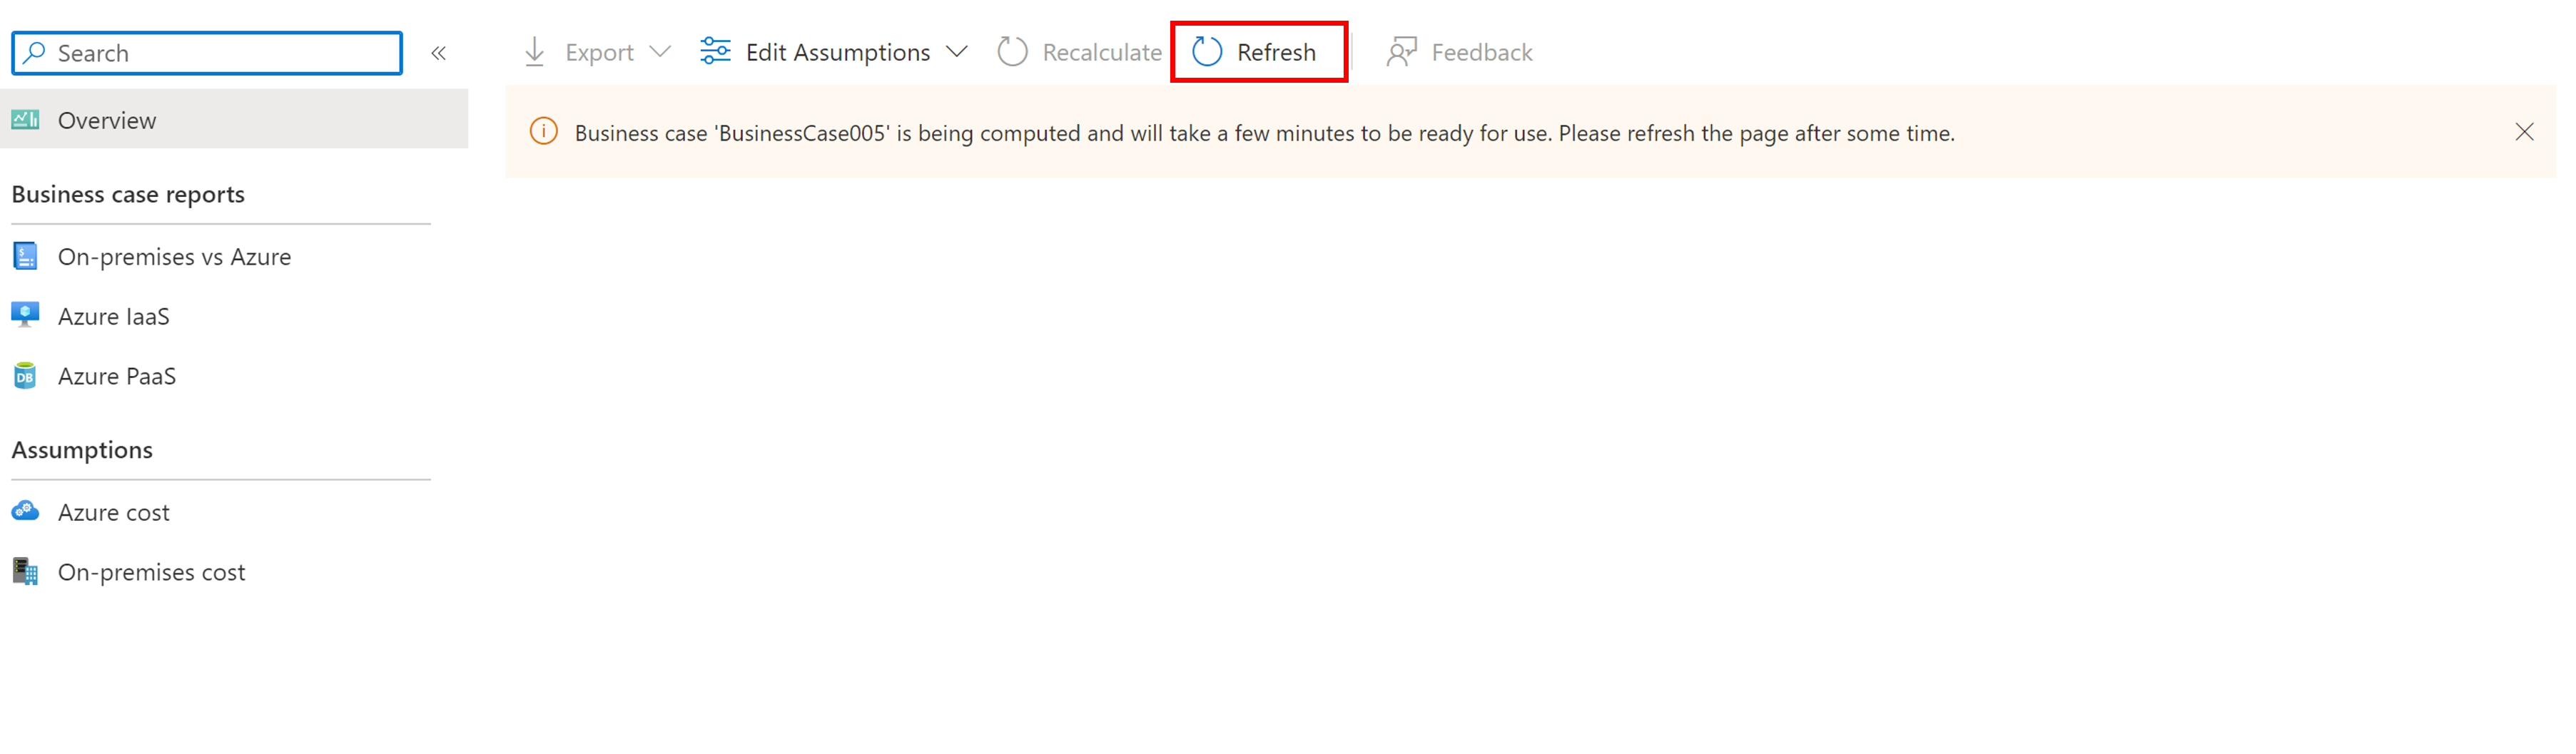 Search
Export
Edit Assumptions
Recalculate
Refresh
Feedback
Overview
Business case 'BusinessCase005' is being computed and will take a few minutes to be ready for use. Please refresh the page after some time.
Business case reports
On-premises vs Azure
Azure IaaS
DB
Azure PaaS
Assumptions
Azure cost
On-premises cost